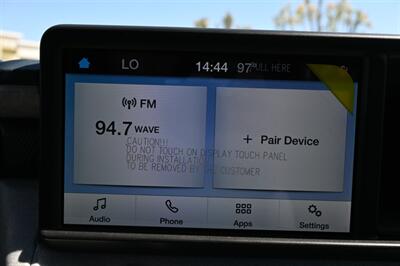 LO 14:44 97° PULL HERE
FM
94.7 WAVE
+ Pair Device
CAUTION!!!
DO NOT TOUCH ON DISPLAY TOUCH PANEL
DURING INSTALLATION
TO BE REMOVED BY THE CUSTOMER
Audio Phone Apps Settings